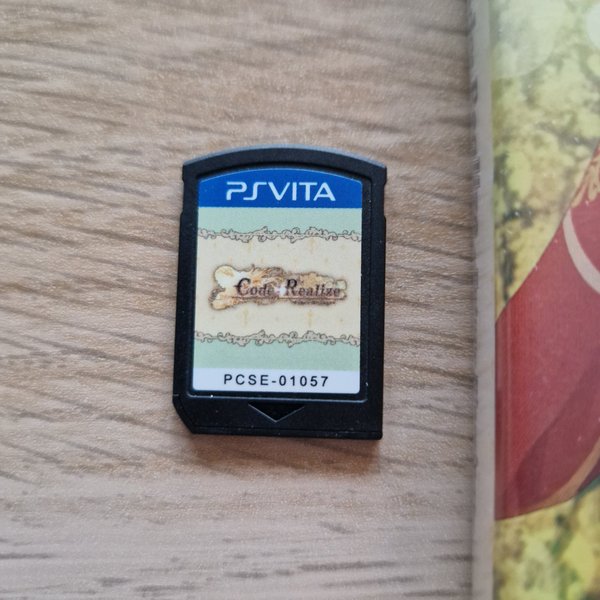 PSVITA
Code: Realize
PCSE-01057